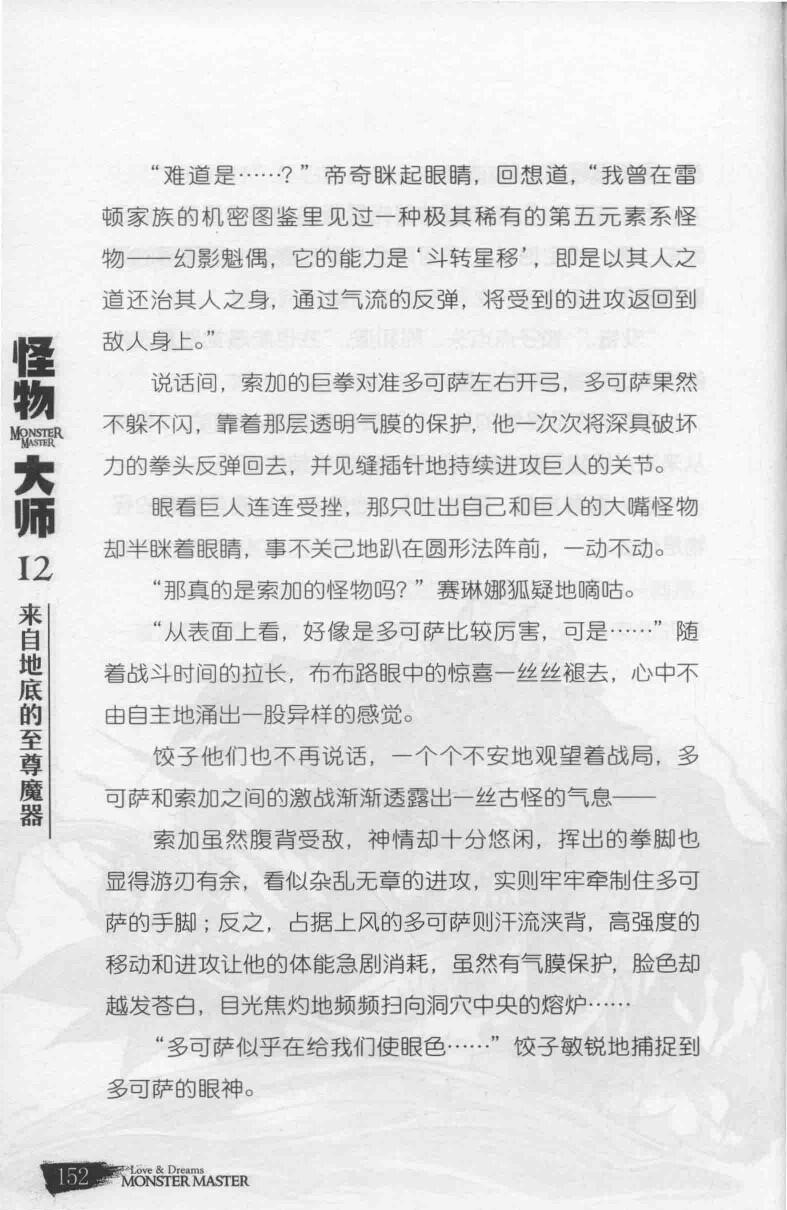 “难道是……？”帝奇眯起眼睛，回想道，“我曾在雷
顿家族的机密图鉴里见过一种极其稀有的第五元素系怪
物——幻影魁偶，它的能力是‘斗转星移’，即是以其人之
道还治其人之身，通过气流的反弹，将受到的进攻返回到
敌人身上。”
说话间，索加的巨拳对准多可萨左右开弓，多可萨果然
不躲不闪，靠着那层透明气膜的保护，他一次次将深具破坏
力的拳头反弹回去，并见缝插针地持续进攻巨人的关节。
眼看巨人连连受挫，那只吐出自己和巨人的大嘴怪物
却半眯着眼睛，事不关己地趴在圆形法阵前，一动不动。
“那真的是索加的怪物吗？”赛琳娜狐疑地嘀咕。
“从表面上看，好像是多可萨比较厉害，可是……”随
着战斗时间的拉长，布布路眼中的惊喜一丝丝褪去，心中不
由自主地涌出一股异样的感觉。
饺子他们也不再说话，一个个不安地观望着战局，多
可萨和索加之间的激战渐渐透露出一丝古怪的气息——
索加虽然腹背受敌，神情却十分悠闲，挥出的拳脚也
显得游刃有余，看似杂乱无章的进攻，实则牢牢牵制住多可
萨的手脚；反之，占据上风的多可萨则汗流浃背，高强度的
移动和进攻让他的体能急剧消耗，虽然有气膜保护，脸色却
越发苍白，目光焦灼地频频扫向洞穴中央的熔炉……
“多可萨似乎在给我们使眼色……”饺子敏锐地捕捉到
多可萨的眼神。
怪物
MONSTER
MASTER
大师
12
来自地底的至尊魔器
152
Love & Dreams
MONSTER MASTER